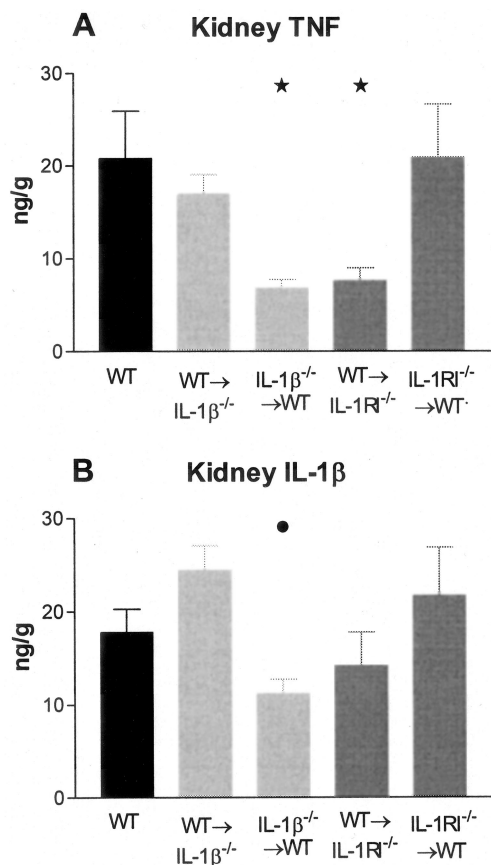 A Kidney TNF
30
20
10
0
ng/g
WT
WT→
IL-1β⁻/⁻
IL-1β⁻/⁻
→WT
WT→
IL-1RI⁻/⁻
IL-1RI⁻/⁻
→WT
B Kidney IL-1β
30
20
10
0
ng/g
WT
WT→
IL-1β⁻/⁻
IL-1β⁻/⁻
→WT
WT→
IL-1RI⁻/⁻
IL-1RI⁻/⁻
→WT